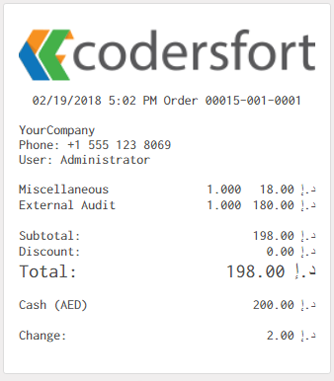 codersfort
02/19/2018 5:02 PM Order 00015-001-0001
YourCompany
Phone: +1 555 123 8069
User: Administrator
Miscellaneous 1.000 18.00 د.إ
External Audit 1.000 180.00 د.إ
Subtotal: 198.00 د.إ
Discount: 0.00 د.إ
Total: 198.00 د.إ
Cash (AED) 200.00 د.إ
Change: 2.00 د.إ